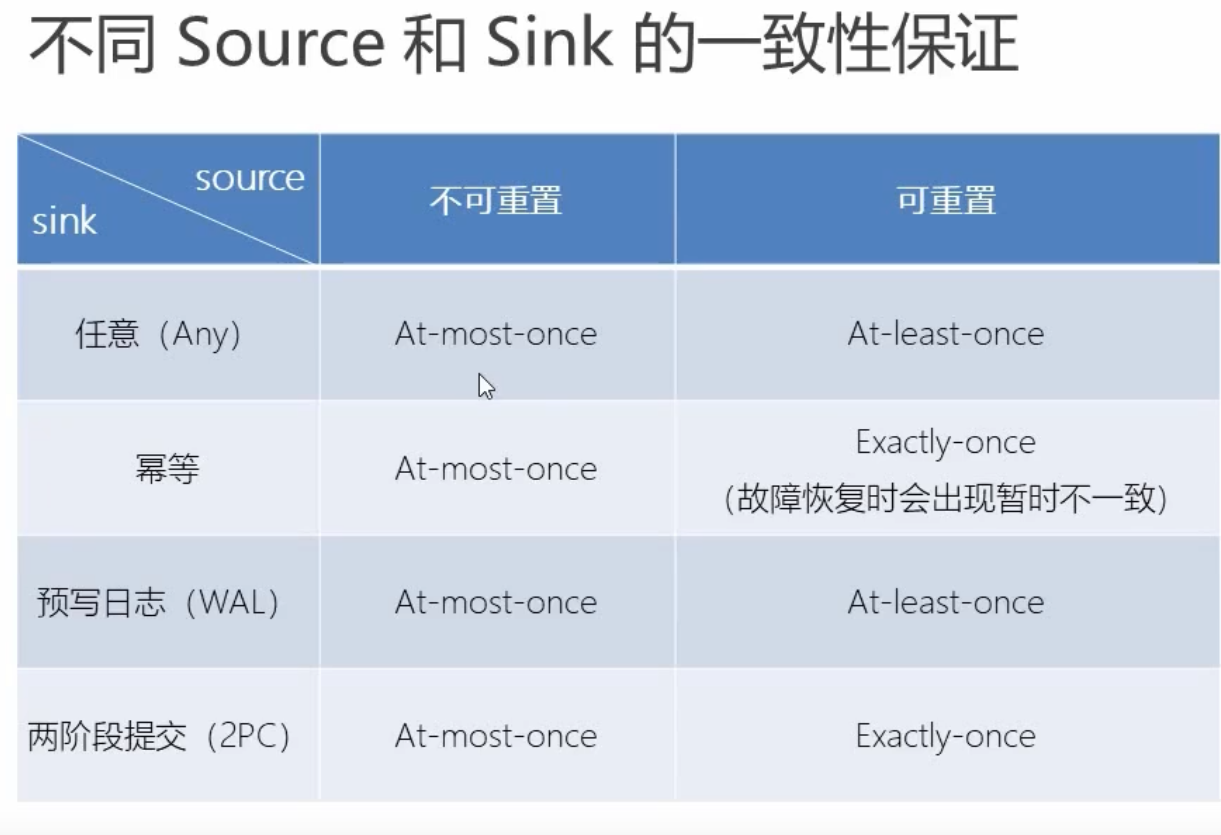 不同 Source 和 Sink 的一致性保证
source
sink
不可重置
可重置
任意（Any）
At-most-once
At-least-once
幂等
At-most-once
Exactly-once
（故障恢复时会出现暂时不一致）
预写日志（WAL）
At-most-once
At-least-once
两阶段提交（2PC）
At-most-once
Exactly-once